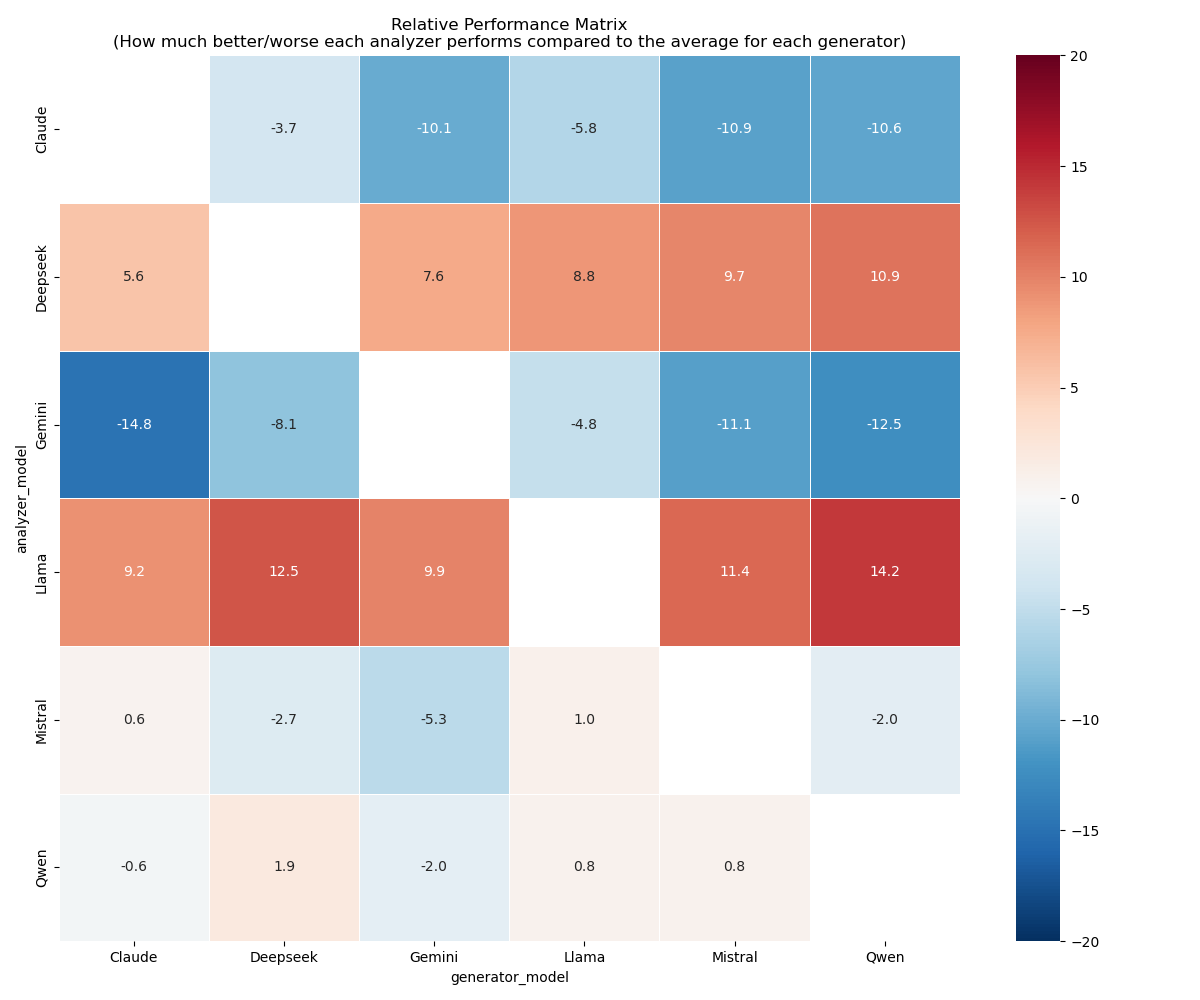 Relative Performance Matrix
(How much better/worse each analyzer performs compared to the average for each generator)
analyzer_model
Claude
-3.7 -10.1 -5.8 -10.9 -10.6
Deepseek
5.6 7.6 8.8 9.7 10.9
Gemini
-14.8 -8.1 -4.8 -11.1 -12.5
Llama
9.2 12.5 9.9 11.4 14.2
Mistral
0.6 -2.7 -5.3 1.0 -2.0
Qwen
-0.6 1.9 -2.0 0.8 0.8
Claude Deepseek Gemini Llama Mistral Qwen
generator_model
20
15
10
5
0
−5
−10
−15
−20